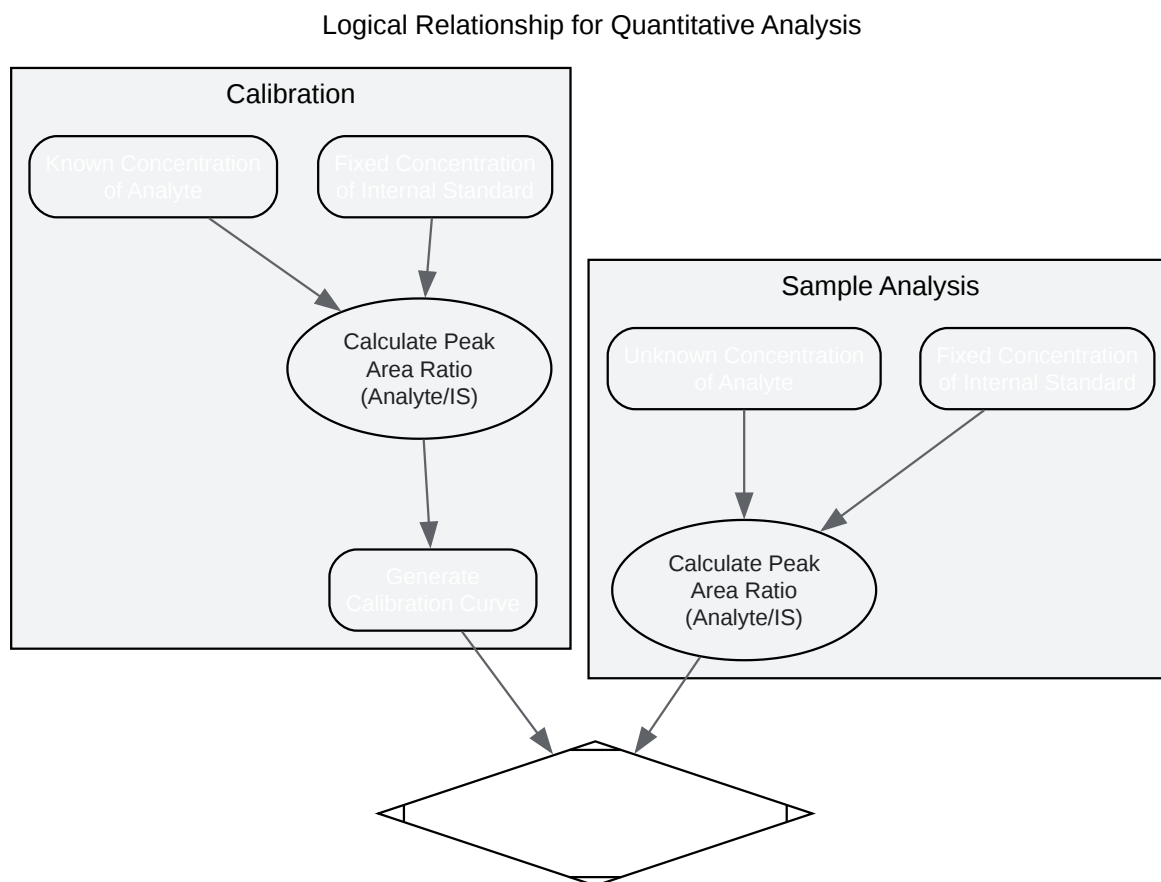 Logical Relationship for Quantitative Analysis
Calibration
Known Concentration
of Analyte
Fixed Concentration
of Internal Standard
Calculate Peak
Area Ratio
(Analyte/IS)
Generate
Calibration Curve
Sample Analysis
Unknown Concentration
of Analyte
Fixed Concentration
of Internal Standard
Calculate Peak
Area Ratio
(Analyte/IS)